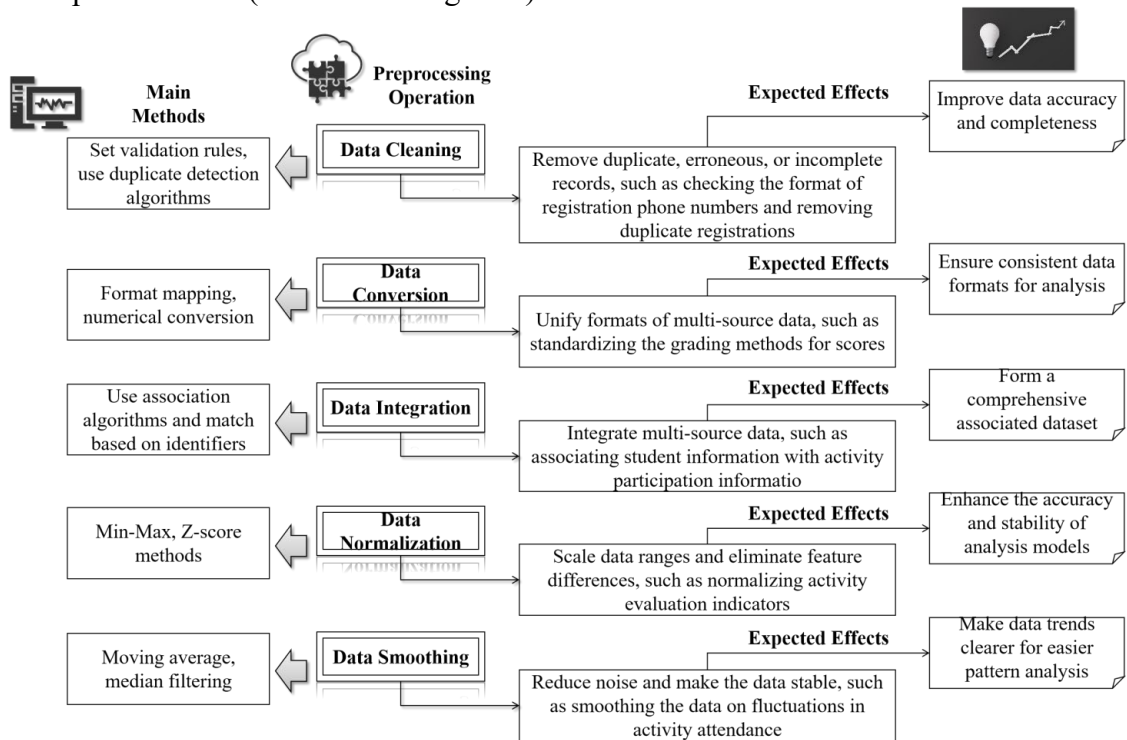 Main
Methods
Preprocessing
Operation
Expected Effects
Improve data accuracy
and completeness
Set validation rules,
use duplicate detection
algorithms
Data Cleaning
Remove duplicate, erroneous, or incomplete
records, such as checking the format of
registration phone numbers and removing
duplicate registrations
Expected Effects
Ensure consistent data
formats for analysis
Format mapping,
numerical conversion
Data
Conversion
Unify formats of multi-source data, such as
standardizing the grading methods for scores
Expected Effects
Form a
comprehensive
associated dataset
Use association
algorithms and match
based on identifiers
Data Integration
Integrate multi-source data, such as
associating student information with activity
participation informatio
Expected Effects
Enhance the accuracy
and stability of
analysis models
Min-Max, Z-score
methods
Data
Normalization
Scale data ranges and eliminate feature
differences, such as normalizing activity
evaluation indicators
Expected Effects
Make data trends
clearer for easier
pattern analysis
Moving average,
median filtering
Data Smoothing
Reduce noise and make the data stable, such
as smoothing the data on fluctuations in
activity attendance